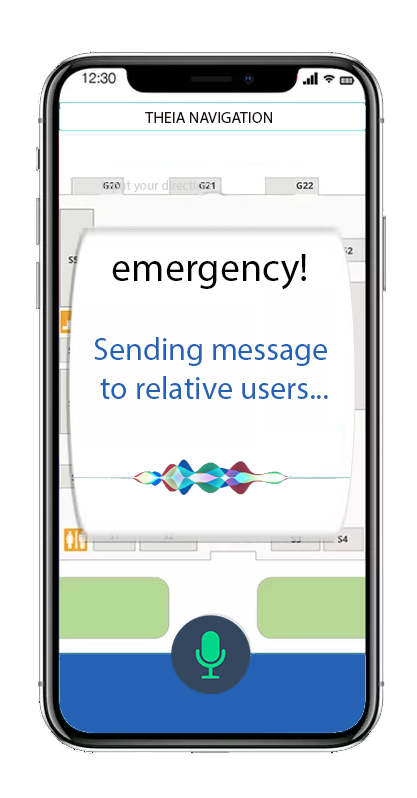 12:30
THEIA NAVIGATION
G20 G21 G22
emergency!
Sending message
to relative users...
S1 S2 S3 S4